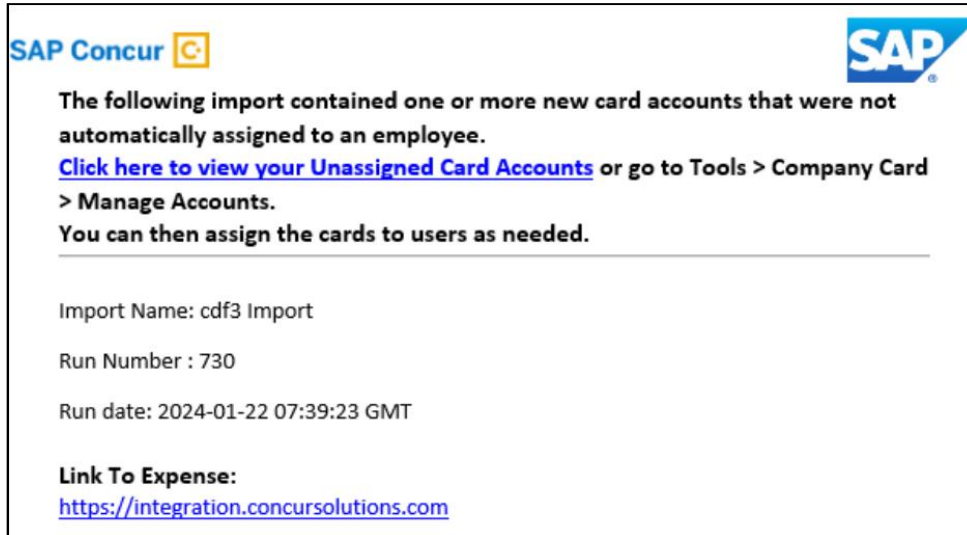 SAP Concur C
SAP
The following import contained one or more new card accounts that were not
automatically assigned to an employee.
Click here to view your Unassigned Card Accounts or go to Tools > Company Card
> Manage Accounts.
You can then assign the cards to users as needed.
Import Name: cdf3 Import
Run Number : 730
Run date: 2024-01-22 07:39:23 GMT
Link To Expense:
https://integration.concursolutions.com